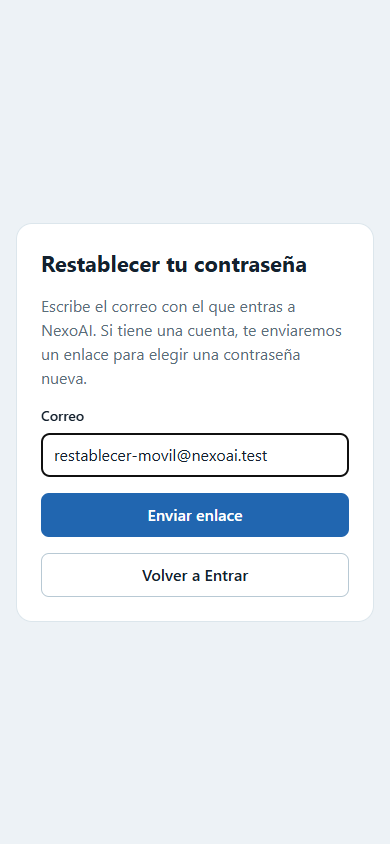 Restablecer tu contraseña
Escribe el correo con el que entras a
NexoAI. Si tiene una cuenta, te enviaremos
un enlace para elegir una contraseña
nueva.
Correo
restablecer-movil@nexoai.test
Enviar enlace
Volver a Entrar